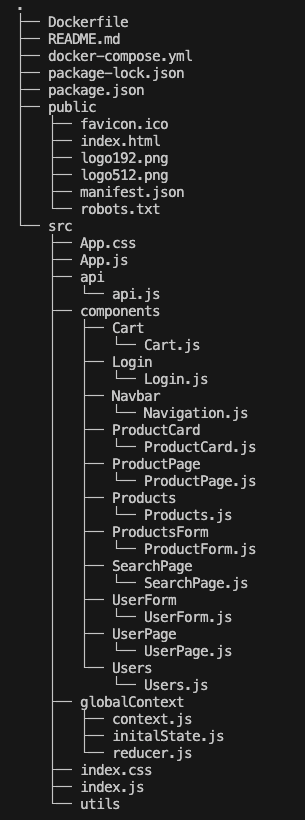 .
├── Dockerfile
├── README.md
├── docker-compose.yml
├── package-lock.json
├── package.json
├── public
│   ├── favicon.ico
│   ├── index.html
│   ├── logo192.png
│   ├── logo512.png
│   ├── manifest.json
│   └── robots.txt
└── src
    ├── App.css
    ├── App.js
    ├── api
    │   └── api.js
    ├── components
    │   ├── Cart
    │   │   └── Cart.js
    │   ├── Login
    │   │   └── Login.js
    │   ├── Navbar
    │   │   └── Navigation.js
    │   ├── ProductCard
    │   │   └── ProductCard.js
    │   ├── ProductPage
    │   │   └── ProductPage.js
    │   ├── Products
    │   │   └── Products.js
    │   ├── ProductsForm
    │   │   └── ProductForm.js
    │   ├── SearchPage
    │   │   └── SearchPage.js
    │   ├── UserForm
    │   │   └── UserForm.js
    │   ├── UserPage
    │   │   └── UserPage.js
    │   └── Users
    │       └── Users.js
    ├── globalContext
    │   ├── context.js
    │   ├── initalState.js
    │   └── reducer.js
    ├── index.css
    ├── index.js
    └── utils